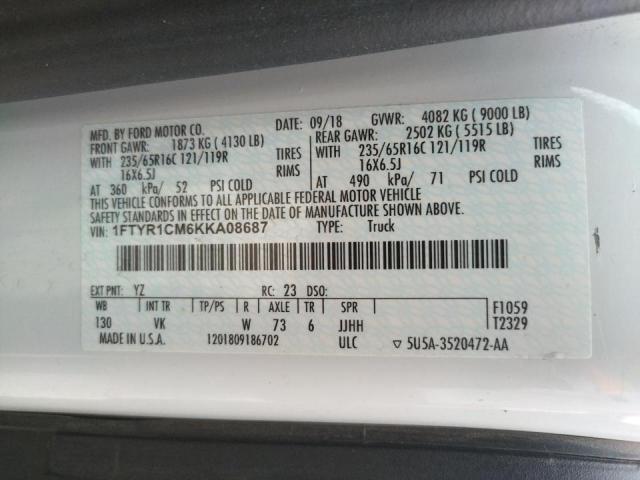 MFD. BY FORD MOTOR CO. 09/18 GVWR: 4082 KG ( 9000 LB)
FRONT GAWR: 1873 KG ( 4130 LB) REAR GAWR: 2502 KG ( 5515 LB)
WITH 235/65R16C 121/119R TIRES WITH 235/65R16C 121/119R TIRES
16X6.5J RIMS 16X6.5J RIMS
AT 360 kPa/ 52 PSI COLD AT 490 kPa/ 71 PSI COLD
THIS VEHICLE CONFORMS TO ALL APPLICABLE FEDERAL MOTOR VEHICLE
SAFETY STANDARDS IN EFFECT ON THE DATE OF MANUFACTURE SHOWN ABOVE.
VIN: 1FTYR1CM6KKA08687 TYPE: Truck
EXT PNT: YZ RC: 23 DSO:
WB INT TR TP/PS R AXLE TR SPR F1059
130 VK W 73 6 JJHH T2329
MADE IN U.S.A. 1201809186702 ULC ▽ 5U5A-3520472-AA